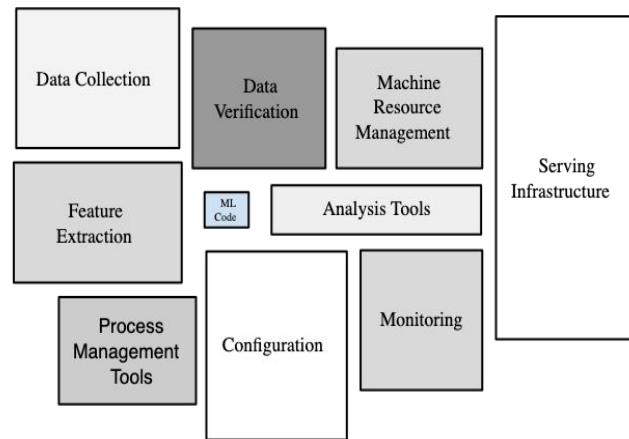 Data Collection
Data
Verification
Machine
Resource
Management
Serving
Infrastructure
Feature
Extraction
ML
Code
Analysis Tools
Process
Management
Tools
Configuration
Monitoring